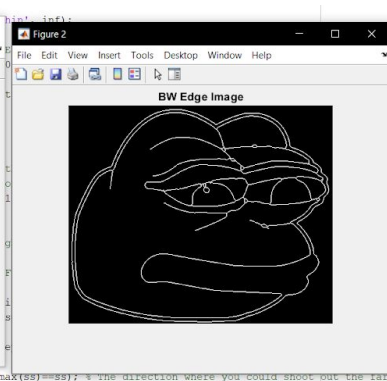 hin', inf);
Figure 2
File Edit View Insert Tools Desktop Window Help
BW Edge Image
max(ss)==ss); % The direction where you could shoot out the far